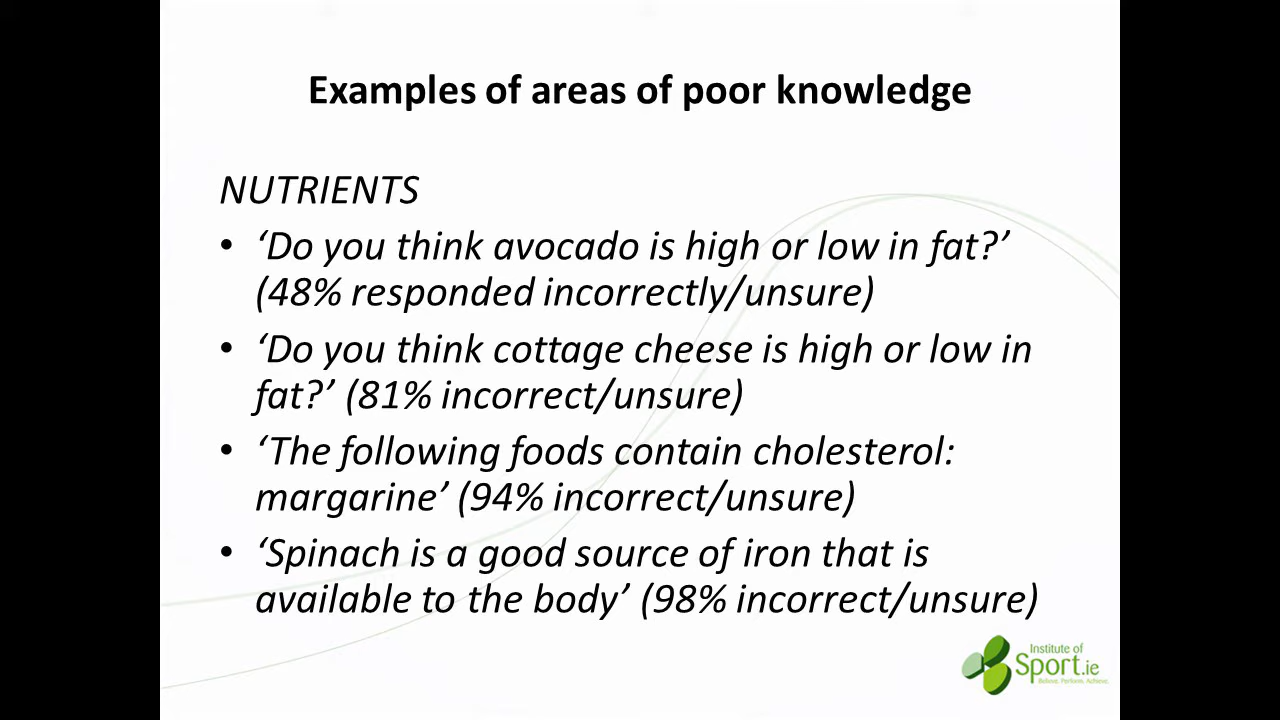 Examples of areas of poor knowledge
NUTRIENTS
• ‘Do you think avocado is high or low in fat?’
(48% responded incorrectly/unsure)
• ‘Do you think cottage cheese is high or low in
fat?’ (81% incorrect/unsure)
• ‘The following foods contain cholesterol:
margarine’ (94% incorrect/unsure)
• ‘Spinach is a good source of iron that is
available to the body’ (98% incorrect/unsure)
Institute of
Sport.ie
Believe. Perform. Achieve.